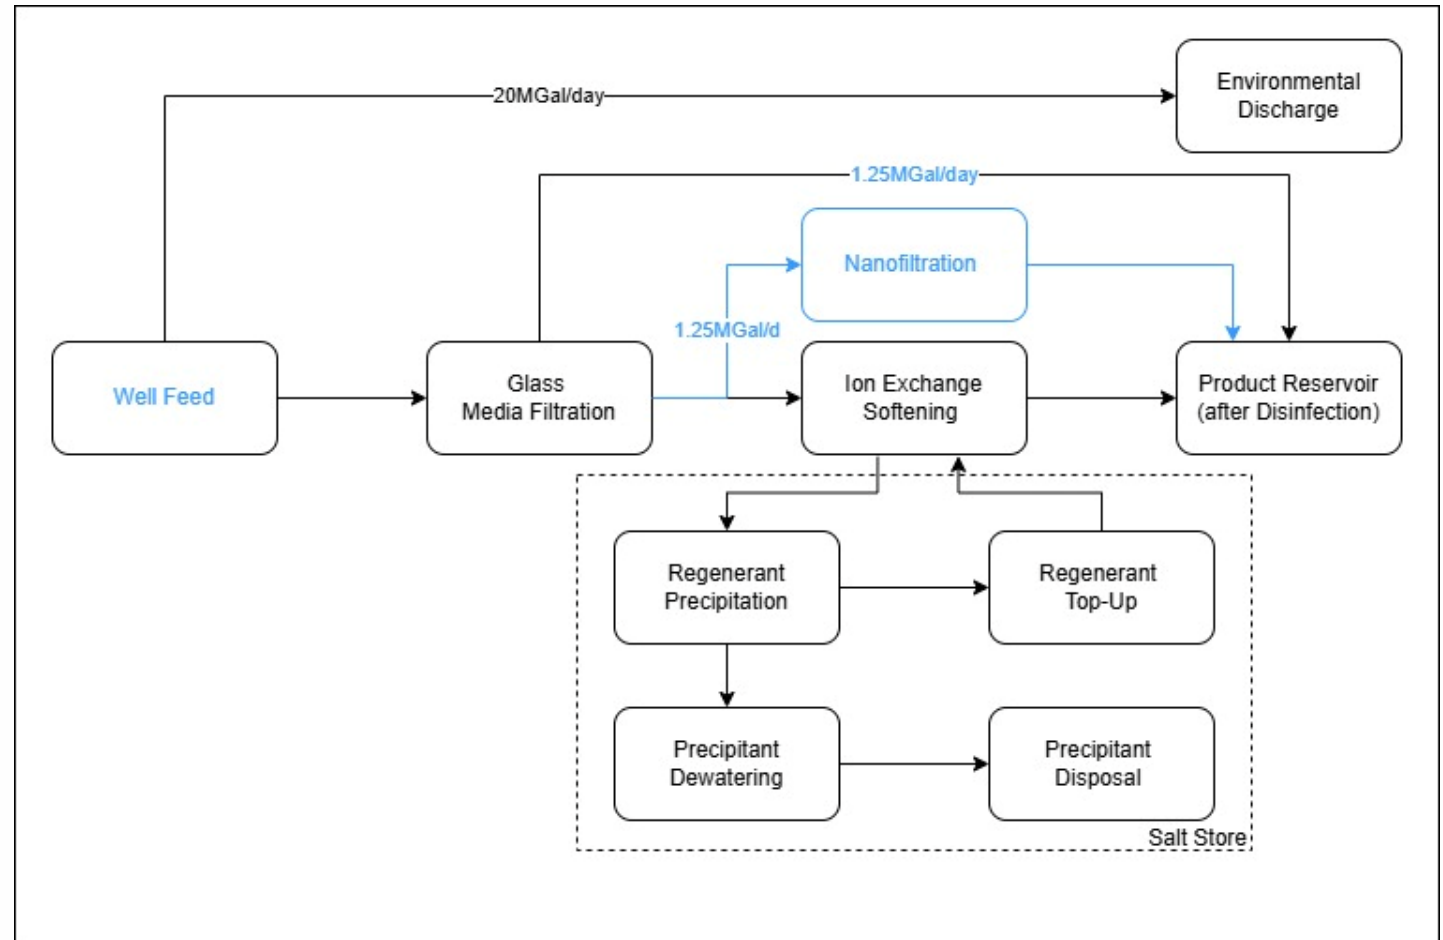 Environmental
Discharge
20MGal/day
1.25MGal/day
Nanofiltration
1.25MGal/d
Well Feed
Glass
Media Filtration
Ion Exchange
Softening
Product Reservoir
(after Disinfection)
Regenerant
Precipitation
Regenerant
Top-Up
Precipitant
Dewatering
Precipitant
Disposal
Salt Store